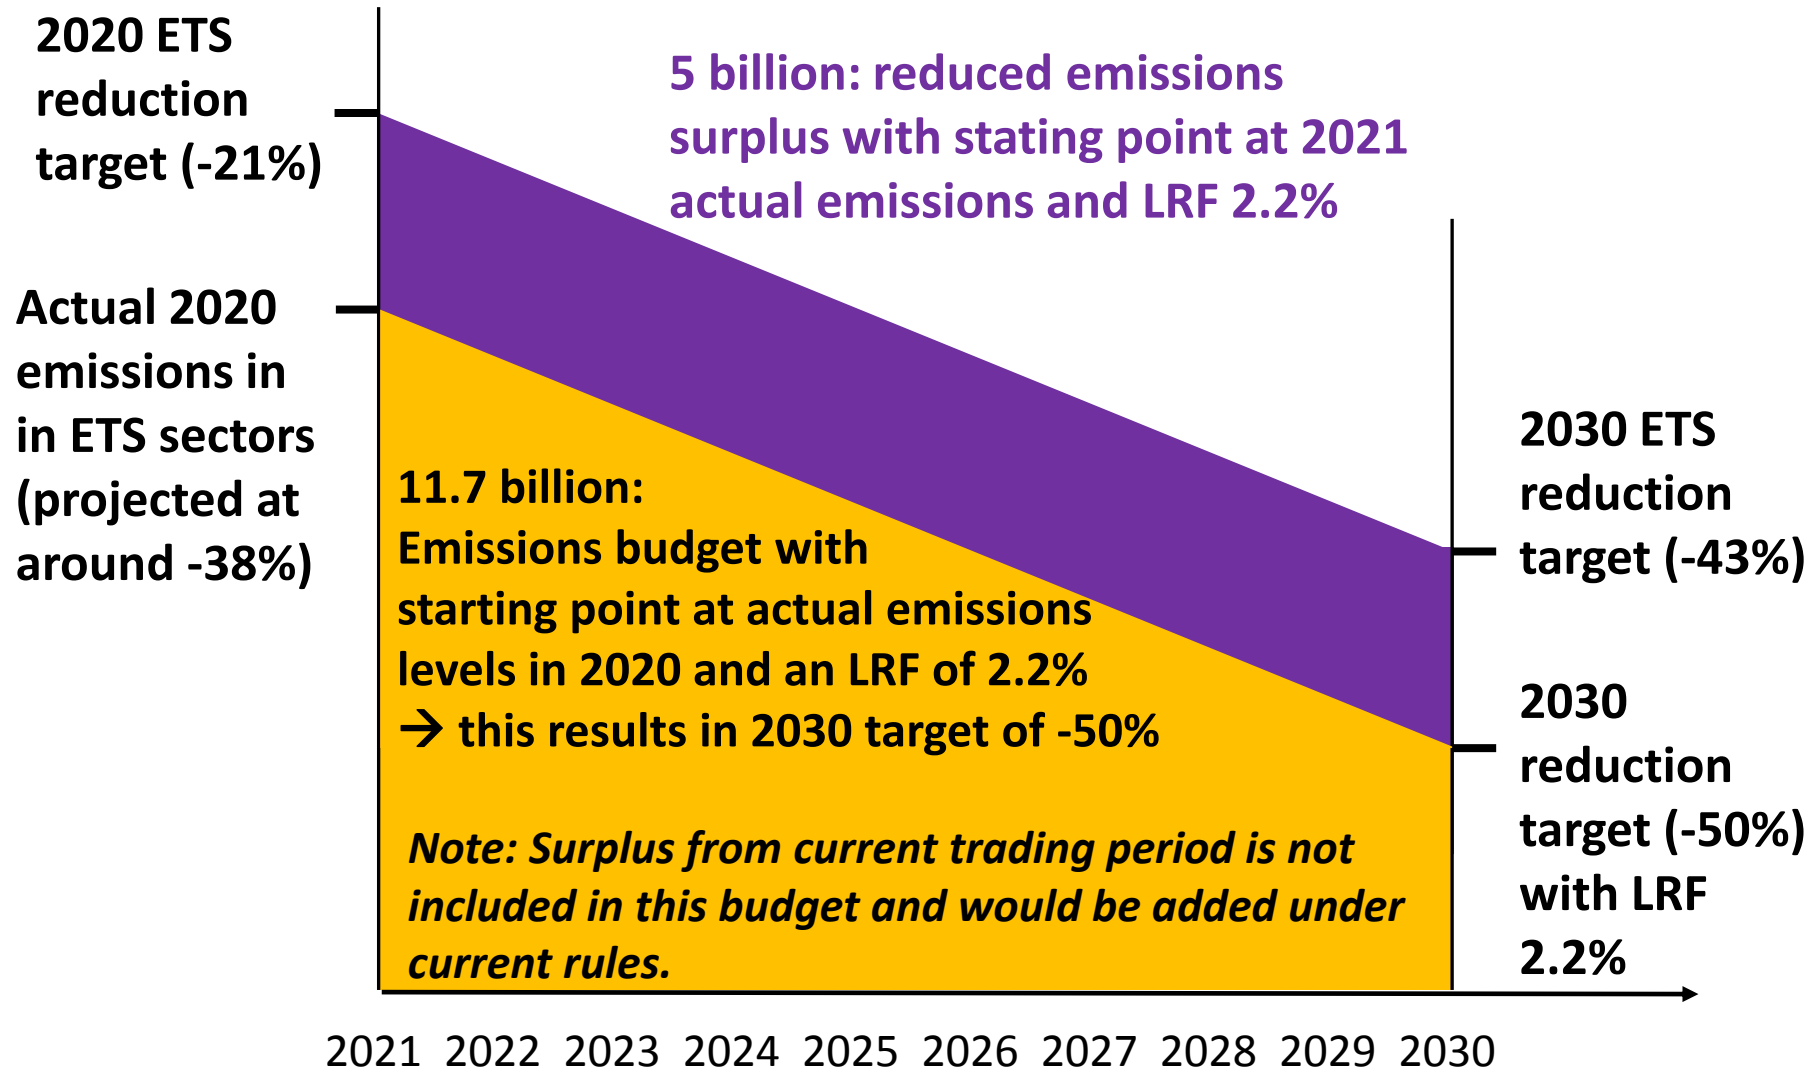 2020 ETS
reduction
target (-21%)
5 billion: reduced emissions
surplus with stating point at 2021
actual emissions and LRF 2.2%
Actual 2020
emissions in
in ETS sectors
(projected at
around -38%)
11.7 billion:
Emissions budget with
starting point at actual emissions
levels in 2020 and an LRF of 2.2%
→ this results in 2030 target of -50%
Note: Surplus from current trading period is not
included in this budget and would be added under
current rules.
2030 ETS
reduction
target (-43%)
2030
reduction
target (-50%)
with LRF
2.2%
2021 2022 2023 2024 2025 2026 2027 2028 2029 2030